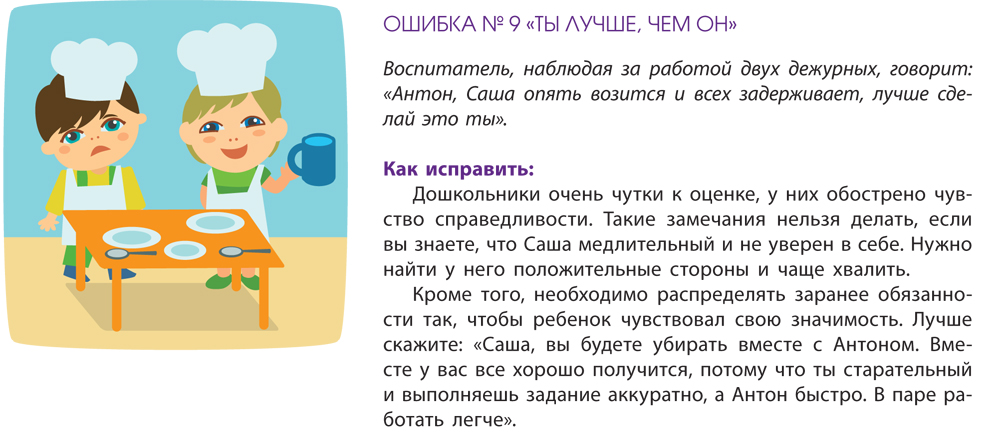 ОШИБКА № 9 «ТЫ ЛУЧШЕ, ЧЕМ ОН»
Воспитатель, наблюдая за работой двух дежурных, говорит:
«Антон, Саша опять возится и всех задерживает, лучше сде-
лай это ты».
Как исправить:
Дошкольники очень чутки к оценке, у них обострено чув-
ство справедливости. Такие замечания нельзя делать, если
вы знаете, что Саша медлительный и не уверен в себе. Нужно
найти у него положительные стороны и чаще хвалить.
Кроме того, необходимо распределять заранее обязанно-
сти так, чтобы ребенок чувствовал свою значимость. Лучше
скажите: «Саша, вы будете убирать вместе с Антоном. Вме-
сте у вас все хорошо получится, потому что ты старательный
и выполняешь задание аккуратно, а Антон быстро. В паре ра-
ботать легче».